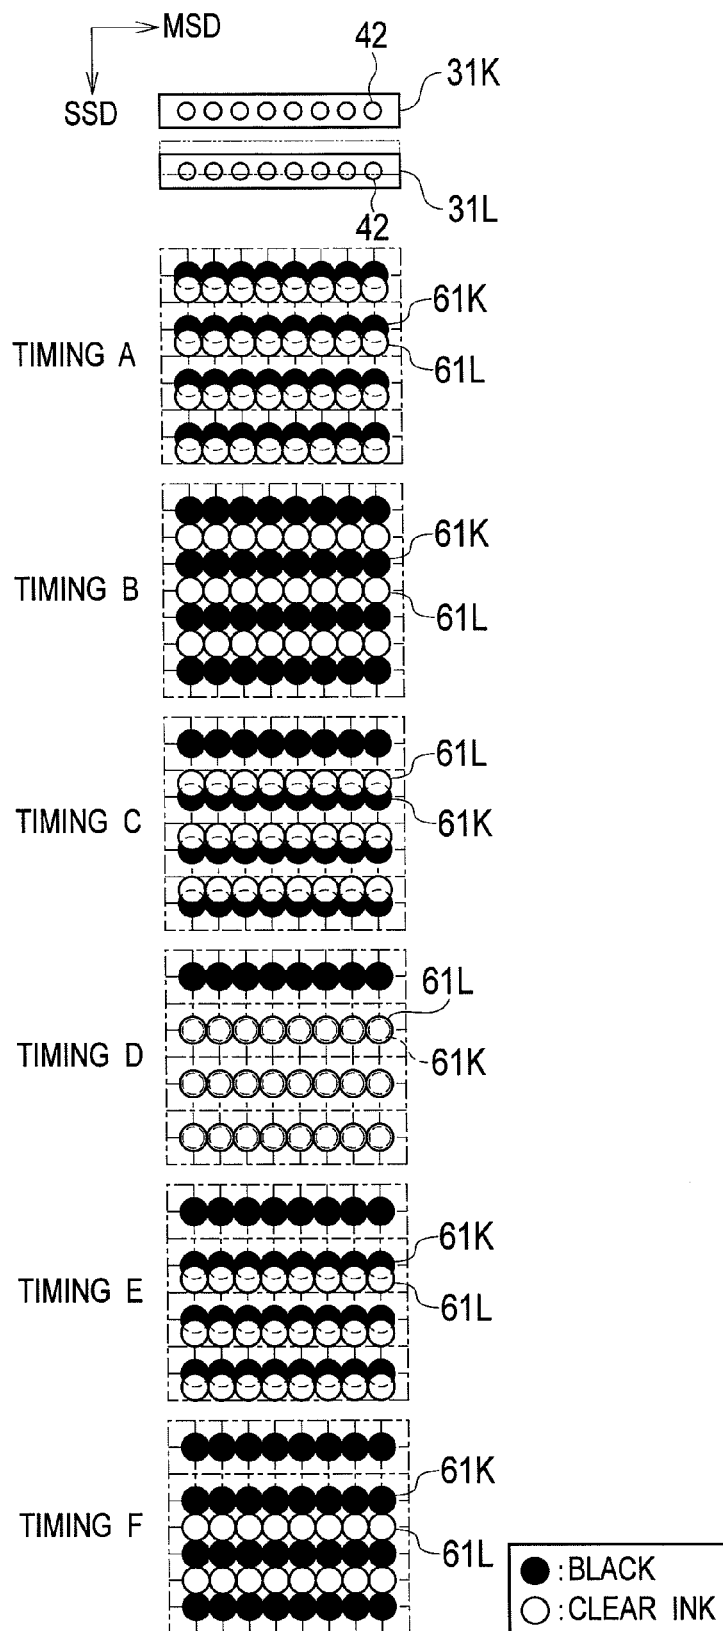 MSD
SSD
42
31K
31L
42
TIMING A
61K
61L
TIMING B
61K
61L
TIMING C
61L
61K
TIMING D
61L
61K
TIMING E
61K
61L
TIMING F
61K
61L
: BLACK
: CLEAR INK